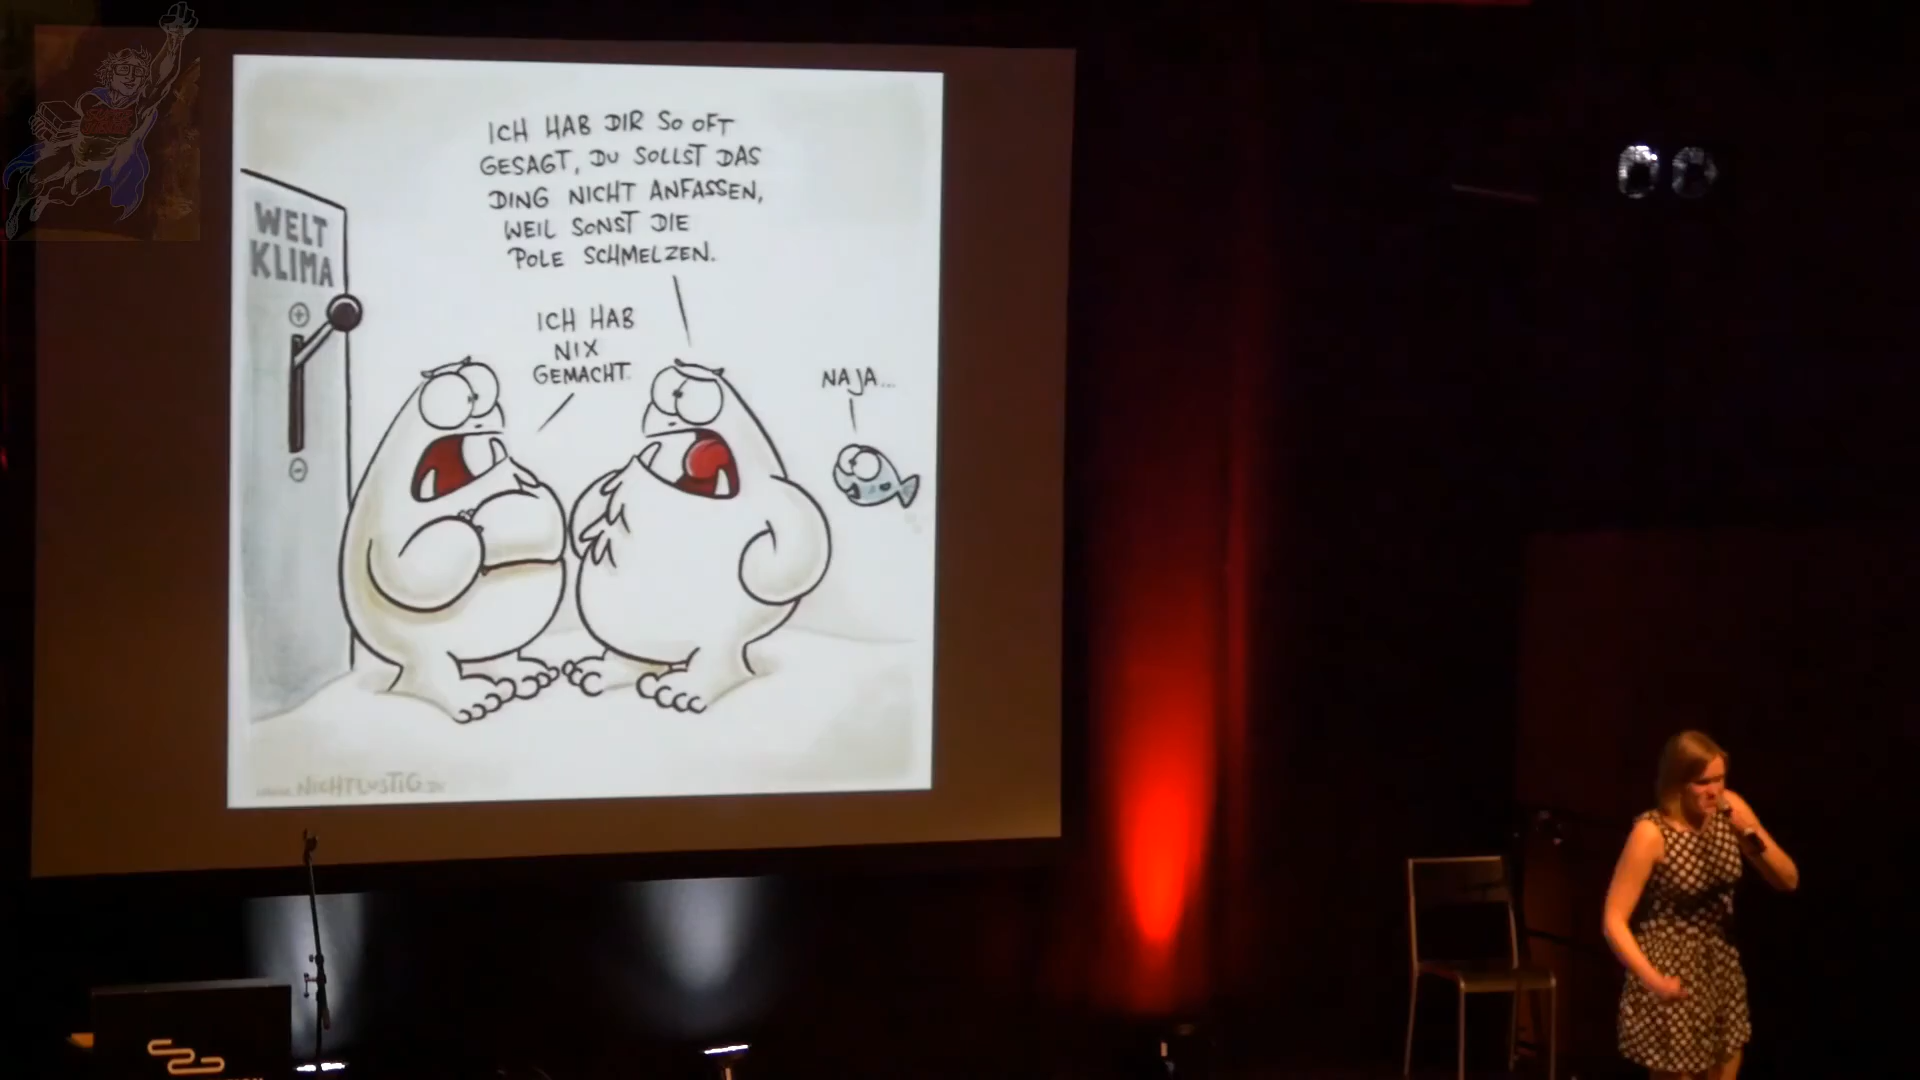 ICH HAB DIR SO OFT
GESAGT, DU SOLLST DAS
DING NICHT ANFASSEN,
WEIL SONST DIE
POLE SCHMELZEN.
WELT
KLIMA
+
ICH HAB
NIX
GEMACHT.
NAJA...
-
NICHTLUSTIG